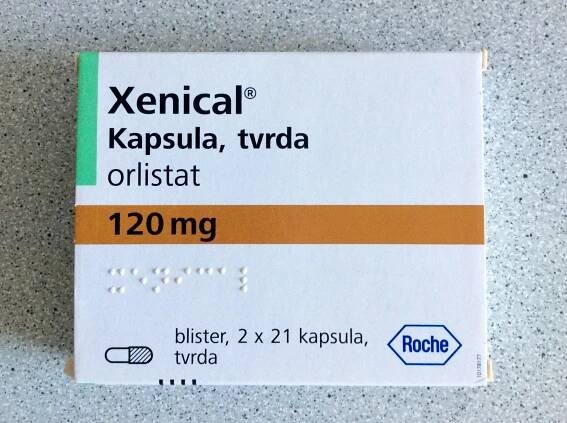 Xenical®
Kapsula, tvrda
orlistat
120 mg
blister, 2 x 21 kapsula,
tvrda
Roche